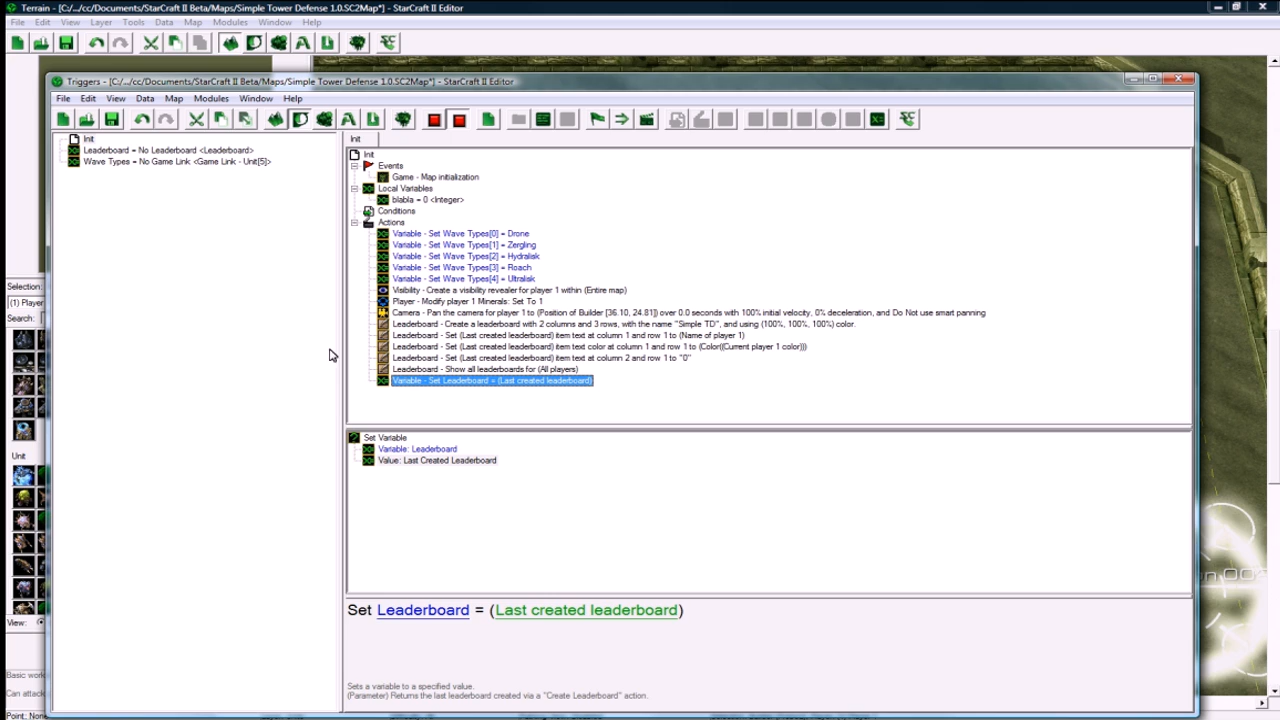 Terrain - [C:/.../cc/Documents/StarCraft II Beta/Maps/Simple Tower Defense 1.0.SC2Map*] - StarCraft II Editor
File Edit View Layer Tools Data Map Modules Window Help
Triggers - [C:/.../cc/Documents/StarCraft II Beta/Maps/Simple Tower Defense 1.0.SC2Map*] - StarCraft II Editor
File Edit View Data Map Modules Window Help
Init
Leaderboard = No Leaderboard <Leaderboard>
Wave Types = No Game Link <Game Link - Unit[5]>
Init
Init
Events
Game - Map initialization
Local Variables
blabla = 0 <Integer>
Conditions
Actions
Variable - Set Wave Types[0] = Drone
Variable - Set Wave Types[1] = Zergling
Variable - Set Wave Types[2] = Hydralisk
Variable - Set Wave Types[3] = Roach
Variable - Set Wave Types[4] = Ultralisk
Visibility - Create a visibility revealer for player 1 within (Entire map)
Player - Modify player 1 Minerals: Set To 1
Camera - Pan the camera for player 1 to (Position of Builder [36.10, 24.81]) over 0.0 seconds with 100% initial velocity, 0% deceleration, and Do Not use smart panning
Leaderboard - Create a leaderboard with 2 columns and 3 rows, with the name "Simple TD", and using (100%, 100%, 100%) color.
Leaderboard - Set (Last created leaderboard) item text at column 1 and row 1 to (Name of player 1)
Leaderboard - Set (Last created leaderboard) item text color at column 1 and row 1 to (Color((Current player 1 color)))
Leaderboard - Set (Last created leaderboard) item text at column 2 and row 1 to "0"
Leaderboard - Show all leaderboards for (All players)
Variable - Set Leaderboard = (Last created leaderboard)
Set Variable
Variable: Leaderboard
Value: Last Created Leaderboard
Set Leaderboard = (Last created leaderboard)
Sets a variable to a specified value.
(Parameter) Returns the last leaderboard created via a "Create Leaderboard" action.
Selection:
(1) Player
Search:
Unit
View:
Can attac
Point: None